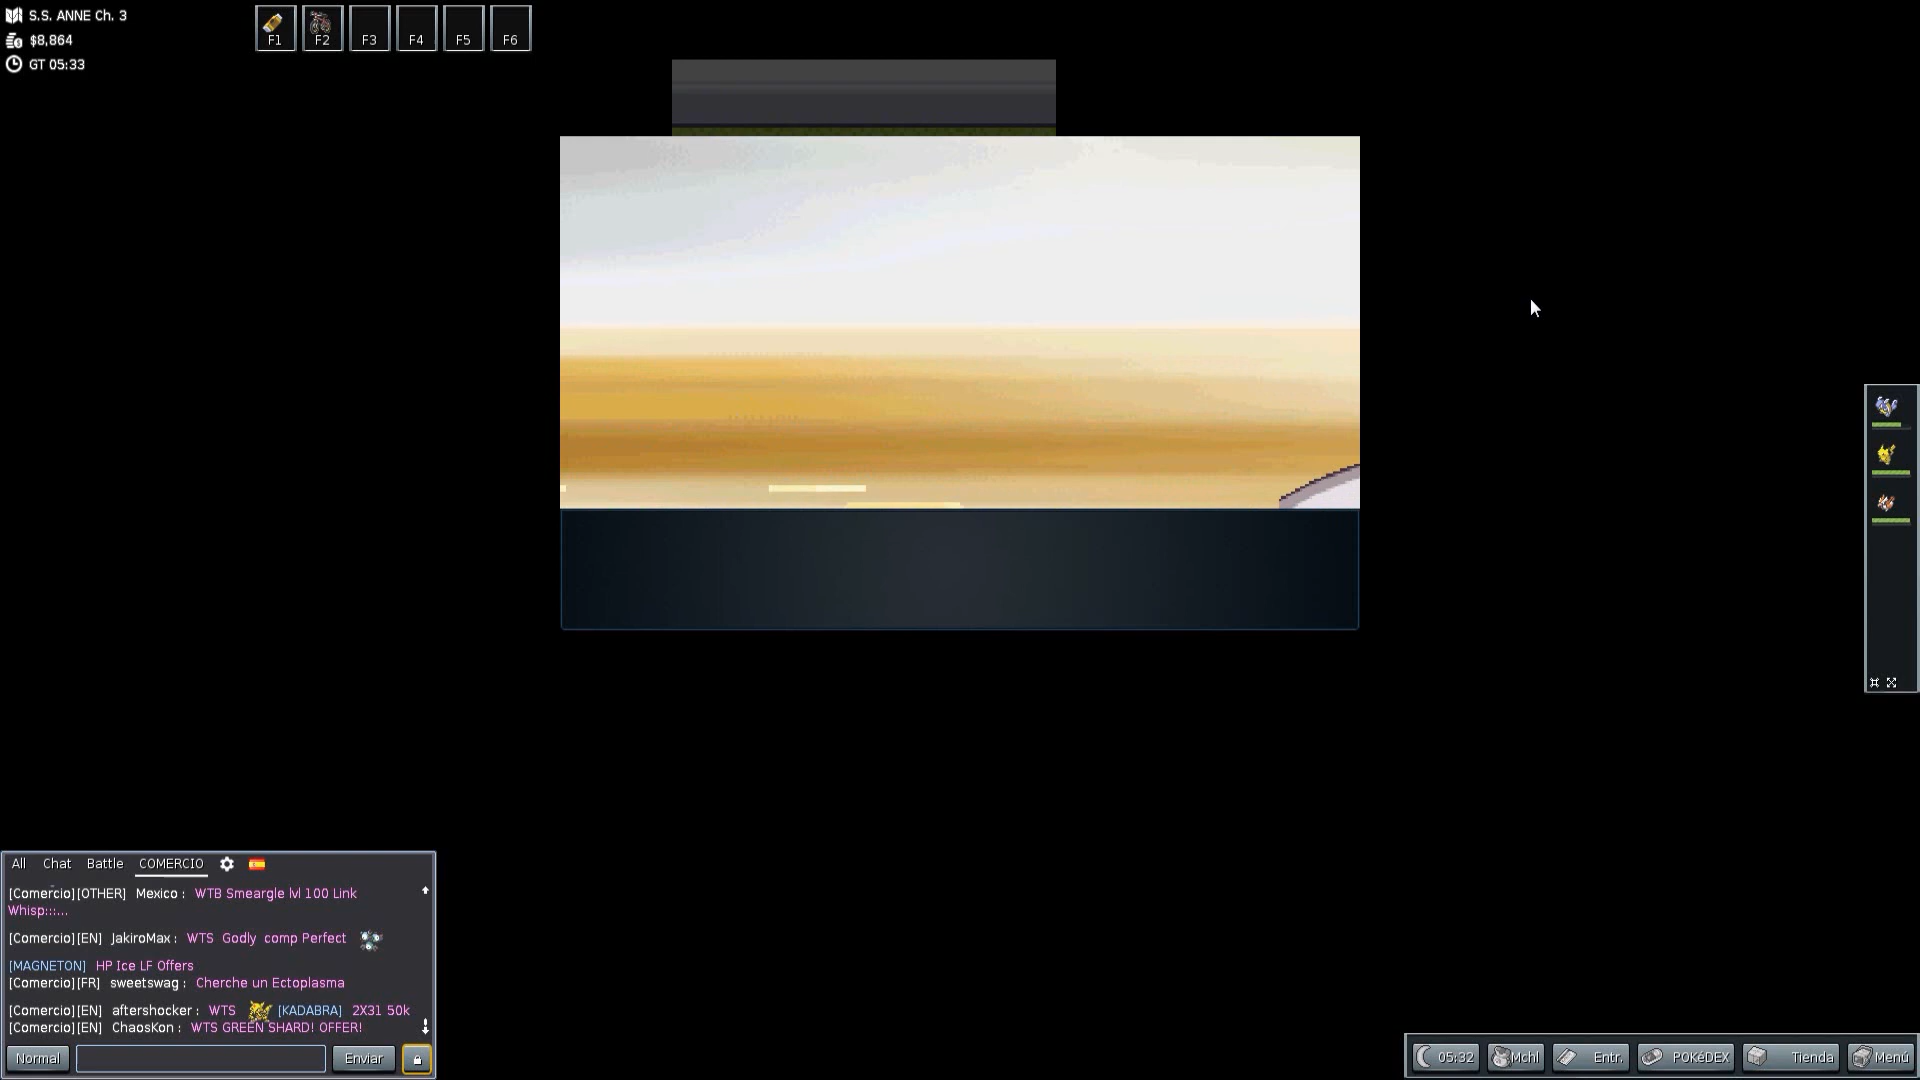 S.S. ANNE Ch. 3
$8,864
GT 05:33
F1 F2 F3 F4 F5 F6
All Chat Battle COMERCIO
[Comercio][OTHER] Mexico : WTB Smeargle lvl 100 Link
Whisp:::...
[Comercio][EN] JakiroMax : WTS Godly comp Perfect
[MAGNETON] HP Ice LF Offers
[Comercio][FR] sweetswag : Cherche un Ectoplasma
[Comercio][EN] aftershocker : WTS [KADABRA] 2X31 50k
[Comercio][EN] ChaosKon : WTS GREEN SHARD! OFFER!
Normal Enviar
05:32 Mchl Entr. POKéDEX Tienda Menú